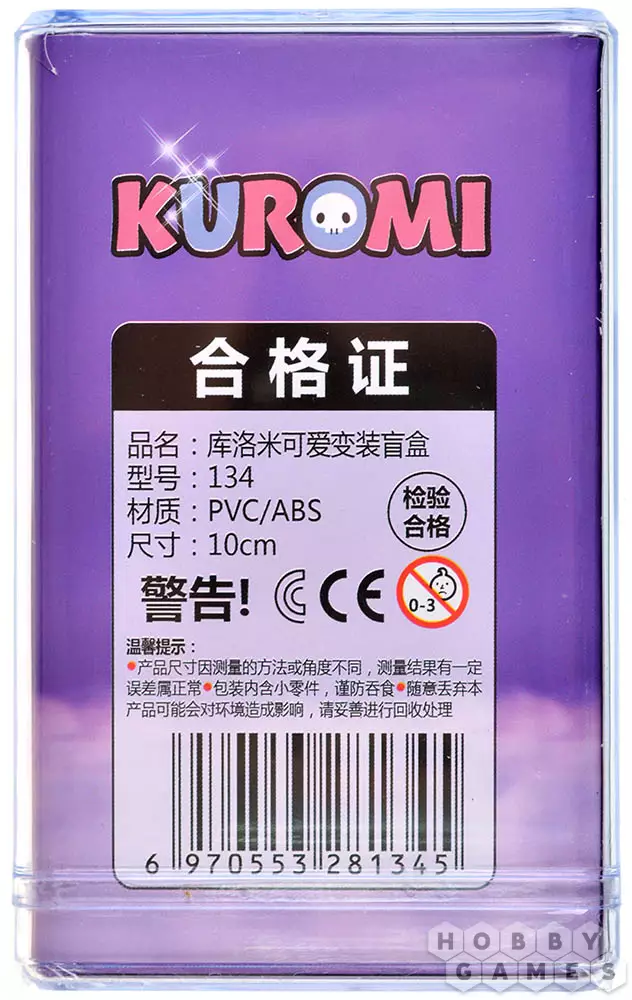 KUROMI
合格证
品名：库洛米可爱变装盲盒
型号：134
材质：PVC/ABS
尺寸：10cm
检验
合格
警告！ CE 0-3
温馨提示：
•产品尺寸因测量的方法或角度不同，测量结果有一定
误差属正常•包装内含小零件，谨防吞食•随意丢弃本
产品可能会对环境造成影响，请妥善进行回收处理
6 970553 281345
HOBBY
GAMES